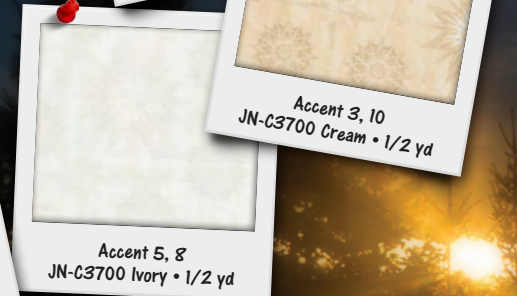 Accent 3, 10
JN-C3700 Cream • 1/2 yd
Accent 5, 8
JN-C3700 Ivory • 1/2 yd